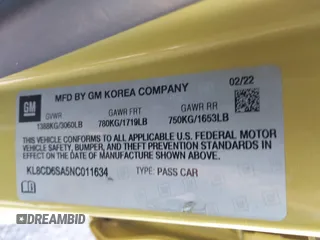 GM
MFD BY GM KOREA COMPANY
02/22
GVWR GAWR FRT GAWR RR
1388KG/3060LB 780KG/1719LB 750KG/1653LB
THIS VEHICLE CONFORMS TO ALL APPLICABLE U.S. FEDERAL MOTOR
VEHICLE SAFETY, BUMPER, AND THEFT PREVENTION STANDARDS IN
EFFECT ON THE DATE OF MANUFACTURE SHOWN ABOVE.
KL8CD6SA5NC011634 TYPE: PASS CAR
DREAMBID